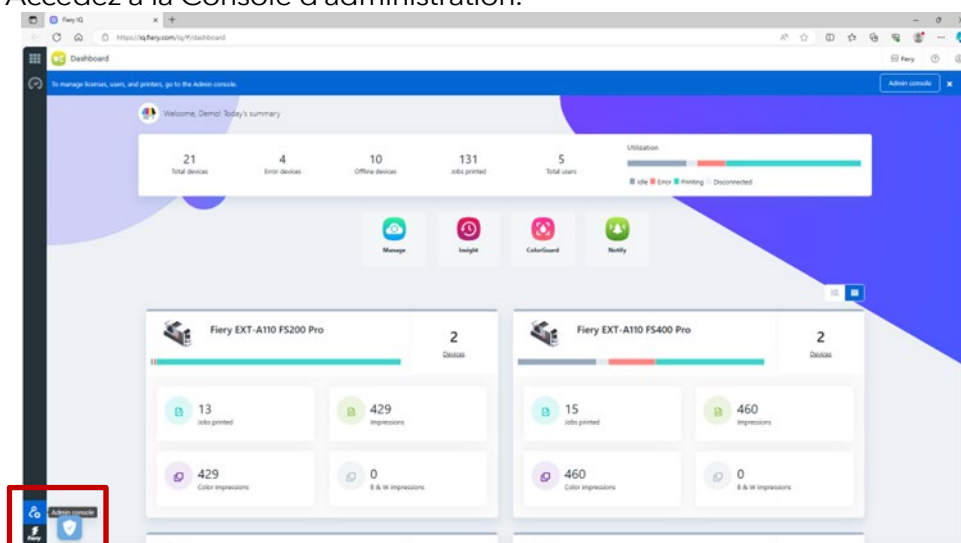 Accédez à la Console d'administration.
Fiery IQ
https://iq.fiery.com/iq/#/dashboard
Dashboard
Fiery
To manage licenses, users, and printers, go to the Admin console.
Admin console
Welcome, Demo! Today's summary
21
Total devices
4
Error devices
10
Offline devices
131
Jobs printed
5
Total users
Utilization
Idle Error Printing Disconnected
Manage
Insight
ColorGuard
Notify
Fiery EXT-A110 FS200 Pro
2
Devices
Fiery EXT-A110 FS400 Pro
2
Devices
13
Jobs printed
429
Impressions
15
Jobs printed
460
Impressions
429
Color impressions
0
B & W impressions
460
Color impressions
0
B & W impressions
Admin console
Fiery